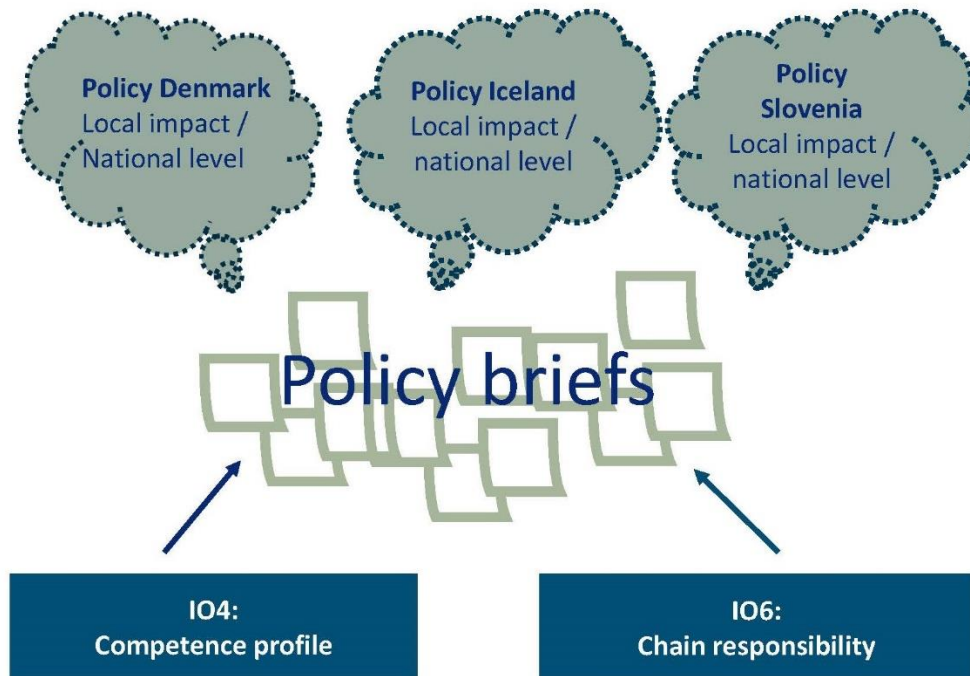 Policy Denmark
Local impact /
National level
Policy Iceland
Local impact /
national level
Policy
Slovenia
Local impact /
national level
Policy briefs
IO4:
Competence profile
IO6:
Chain responsibility